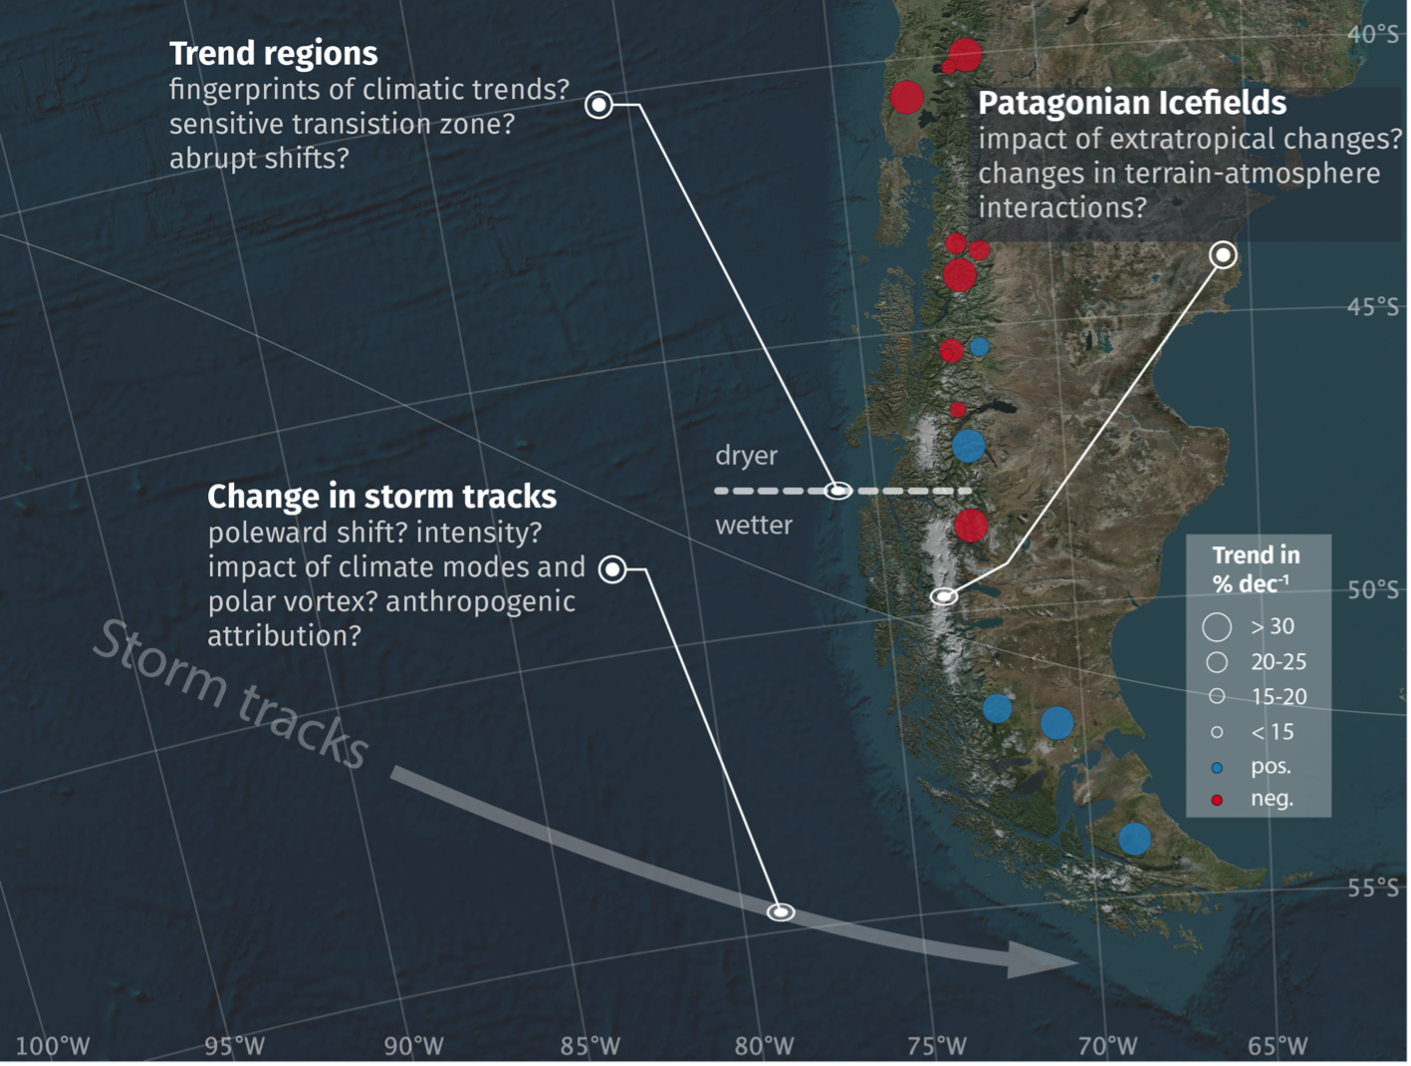 Trend regions
fingerprints of climatic trends?
sensitive transistion zone?
abrupt shifts?
40°S
Patagonian Icefields
impact of extratropical changes?
changes in terrain-atmosphere
interactions?
45°S
dryer
wetter
Change in storm tracks
poleward shift? intensity?
impact of climate modes and
polar vortex? anthropogenic
attribution?
Storm tracks
Trend in
% dec-1
> 30
20-25
15-20
< 15
pos.
neg.
50°S
55°S
100°W
95°W
90°W
85°W
80°W
75°W
70°W
65°W